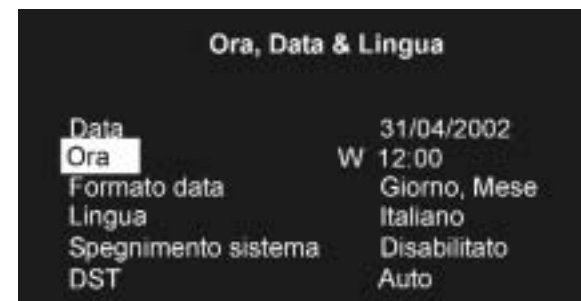 Ora, Data & Lingua
Data 31/04/2002
Ora W 12:00
Formato data Giorno, Mese
Lingua Italiano
Spegnimento sistema Disabilitato
DST Auto